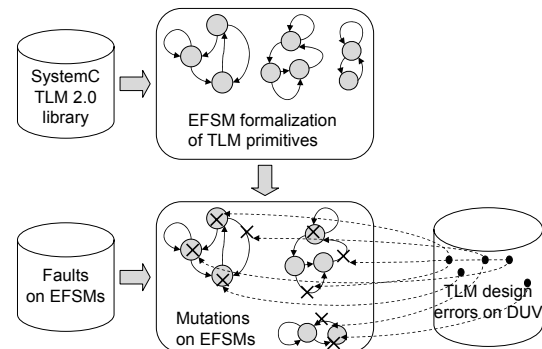 SystemC
TLM 2.0
library
EFSM formalization
of TLM primitives
Faults
on EFSMs
Mutations
on EFSMs
TLM design
errors on DUV